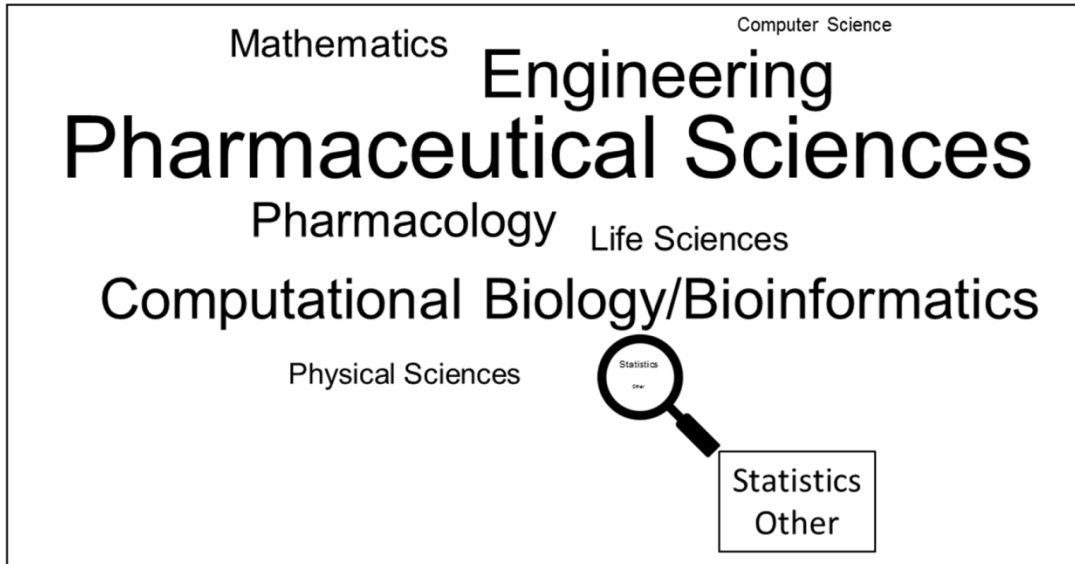 Computer Science
Mathematics
Engineering
Pharmaceutical Sciences
Pharmacology
Life Sciences
Computational Biology/Bioinformatics
Physical Sciences
Statistics
Other
Statistics
Other